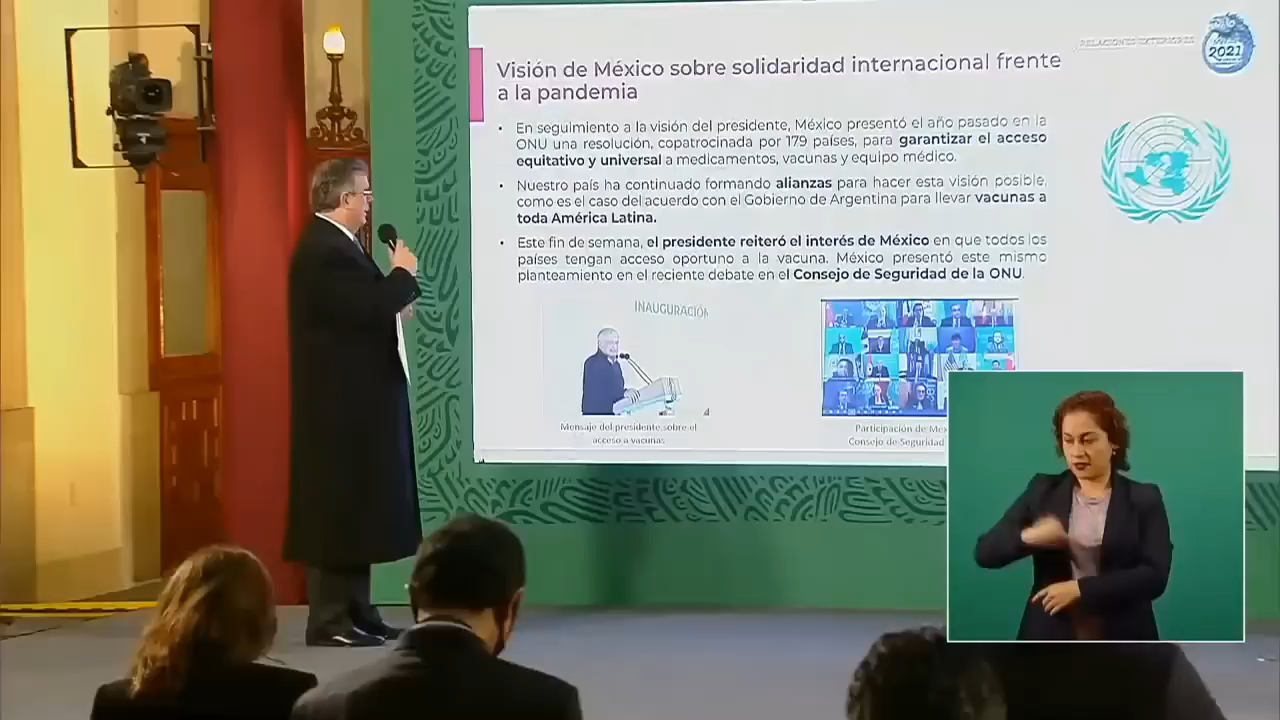 RELACIONES EXTERIORES
2021
Visión de México sobre solidaridad internacional frente
a la pandemia
• En seguimiento a la visión del presidente, México presentó el año pasado en la
ONU una resolución, copatrocinada por 179 países, para garantizar el acceso
equitativo y universal a medicamentos, vacunas y equipo médico.
• Nuestro país ha continuado formando alianzas para hacer esta visión posible,
como es el caso del acuerdo con el Gobierno de Argentina para llevar vacunas a
toda América Latina.
• Este fin de semana, el presidente reiteró el interés de México en que todos los
países tengan acceso oportuno a la vacuna. México presentó este mismo
planteamiento en el reciente debate en el Consejo de Seguridad de la ONU.
INAUGURACIÓN
Mensaje del presidente sobre el
acceso a vacunas
Participación de Mex
Consejo de Seguridad